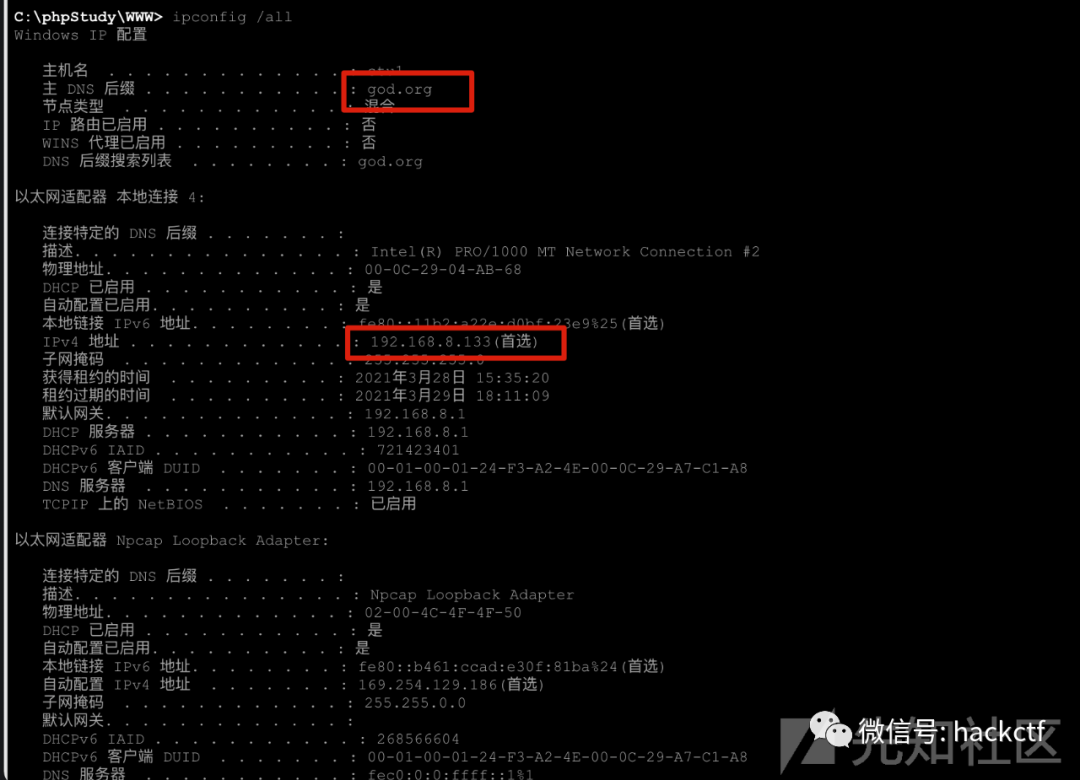 C:\phpStudy\WWW> ipconfig /all
Windows IP 配置
主机名 . . . . . . . . . . . . . : stu1
主 DNS 后缀 . . . . . . . . . . . : god.org
节点类型 . . . . . . . . . . . . : 混合
IP 路由已启用 . . . . . . . . . . : 否
WINS 代理已启用 . . . . . . . . . : 否
DNS 后缀搜索列表 . . . . . . . . : god.org
以太网适配器 本地连接 4:
连接特定的 DNS 后缀 . . . . . . . :
描述. . . . . . . . . . . . . . . : Intel(R) PRO/1000 MT Network Connection #2
物理地址. . . . . . . . . . . . . : 00-0C-29-04-AB-68
DHCP 已启用 . . . . . . . . . . . : 是
自动配置已启用. . . . . . . . . . : 是
本地链接 IPv6 地址. . . . . . . . : fe80::11b2:a22e:d0bf:23e9%25(首选)
IPv4 地址 . . . . . . . . . . . . : 192.168.8.133(首选)
子网掩码 . . . . . . . . . . . . : 255.255.255.0
获得租约的时间 . . . . . . . . . : 2021年3月28日 15:35:20
租约过期的时间 . . . . . . . . . : 2021年3月29日 18:11:09
默认网关. . . . . . . . . . . . . : 192.168.8.1
DHCP 服务器 . . . . . . . . . . . : 192.168.8.1
DHCPv6 IAID . . . . . . . . . . . : 721423401
DHCPv6 客户端 DUID . . . . . . . : 00-01-00-01-24-F3-A2-4E-00-0C-29-A7-C1-A8
DNS 服务器 . . . . . . . . . . . : 192.168.8.1
TCPIP 上的 NetBIOS . . . . . . . : 已启用
以太网适配器 Npcap Loopback Adapter:
连接特定的 DNS 后缀 . . . . . . . :
描述. . . . . . . . . . . . . . . : Npcap Loopback Adapter
物理地址. . . . . . . . . . . . . : 02-00-4C-4F-4F-50
DHCP 已启用 . . . . . . . . . . . : 是
自动配置已启用. . . . . . . . . . : 是
本地链接 IPv6 地址. . . . . . . . : fe80::b461:ccad:e30f:81ba%24(首选)
自动配置 IPv4 地址 . . . . . . . : 169.254.129.186(首选)
子网掩码 . . . . . . . . . . . . : 255.255.0.0
默认网关. . . . . . . . . . . . . :
DHCPv6 IAID . . . . . . . . . . . : 268566604
DHCPv6 客户端 DUID . . . . . . . : 00-01-00-01-24-F3-A2-4E-00-0C-29-A7-C1-A8
DNS 服务器 . . . . . . . . . . . : fec0:0:0:ffff::1%1
微信号: hackctf
先知社区